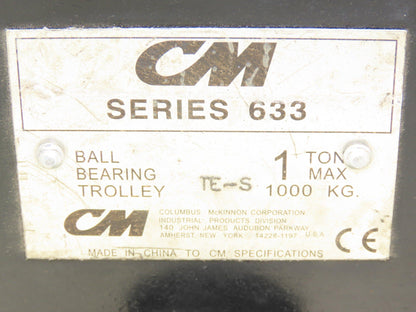 CM
SERIES 633
BALL BEARING TROLLEY
TE-S
1 TON MAX
1000 KG.
CM
COLUMBUS McKINNON CORPORATION
INDUSTRIAL PRODUCTS DIVISION
140 JOHN JAMES AUDUBON PARKWAY
AMHERST, NEW YORK 14228-1197 U.S.A
CE
MADE IN CHINA TO CM SPECIFICATIONS